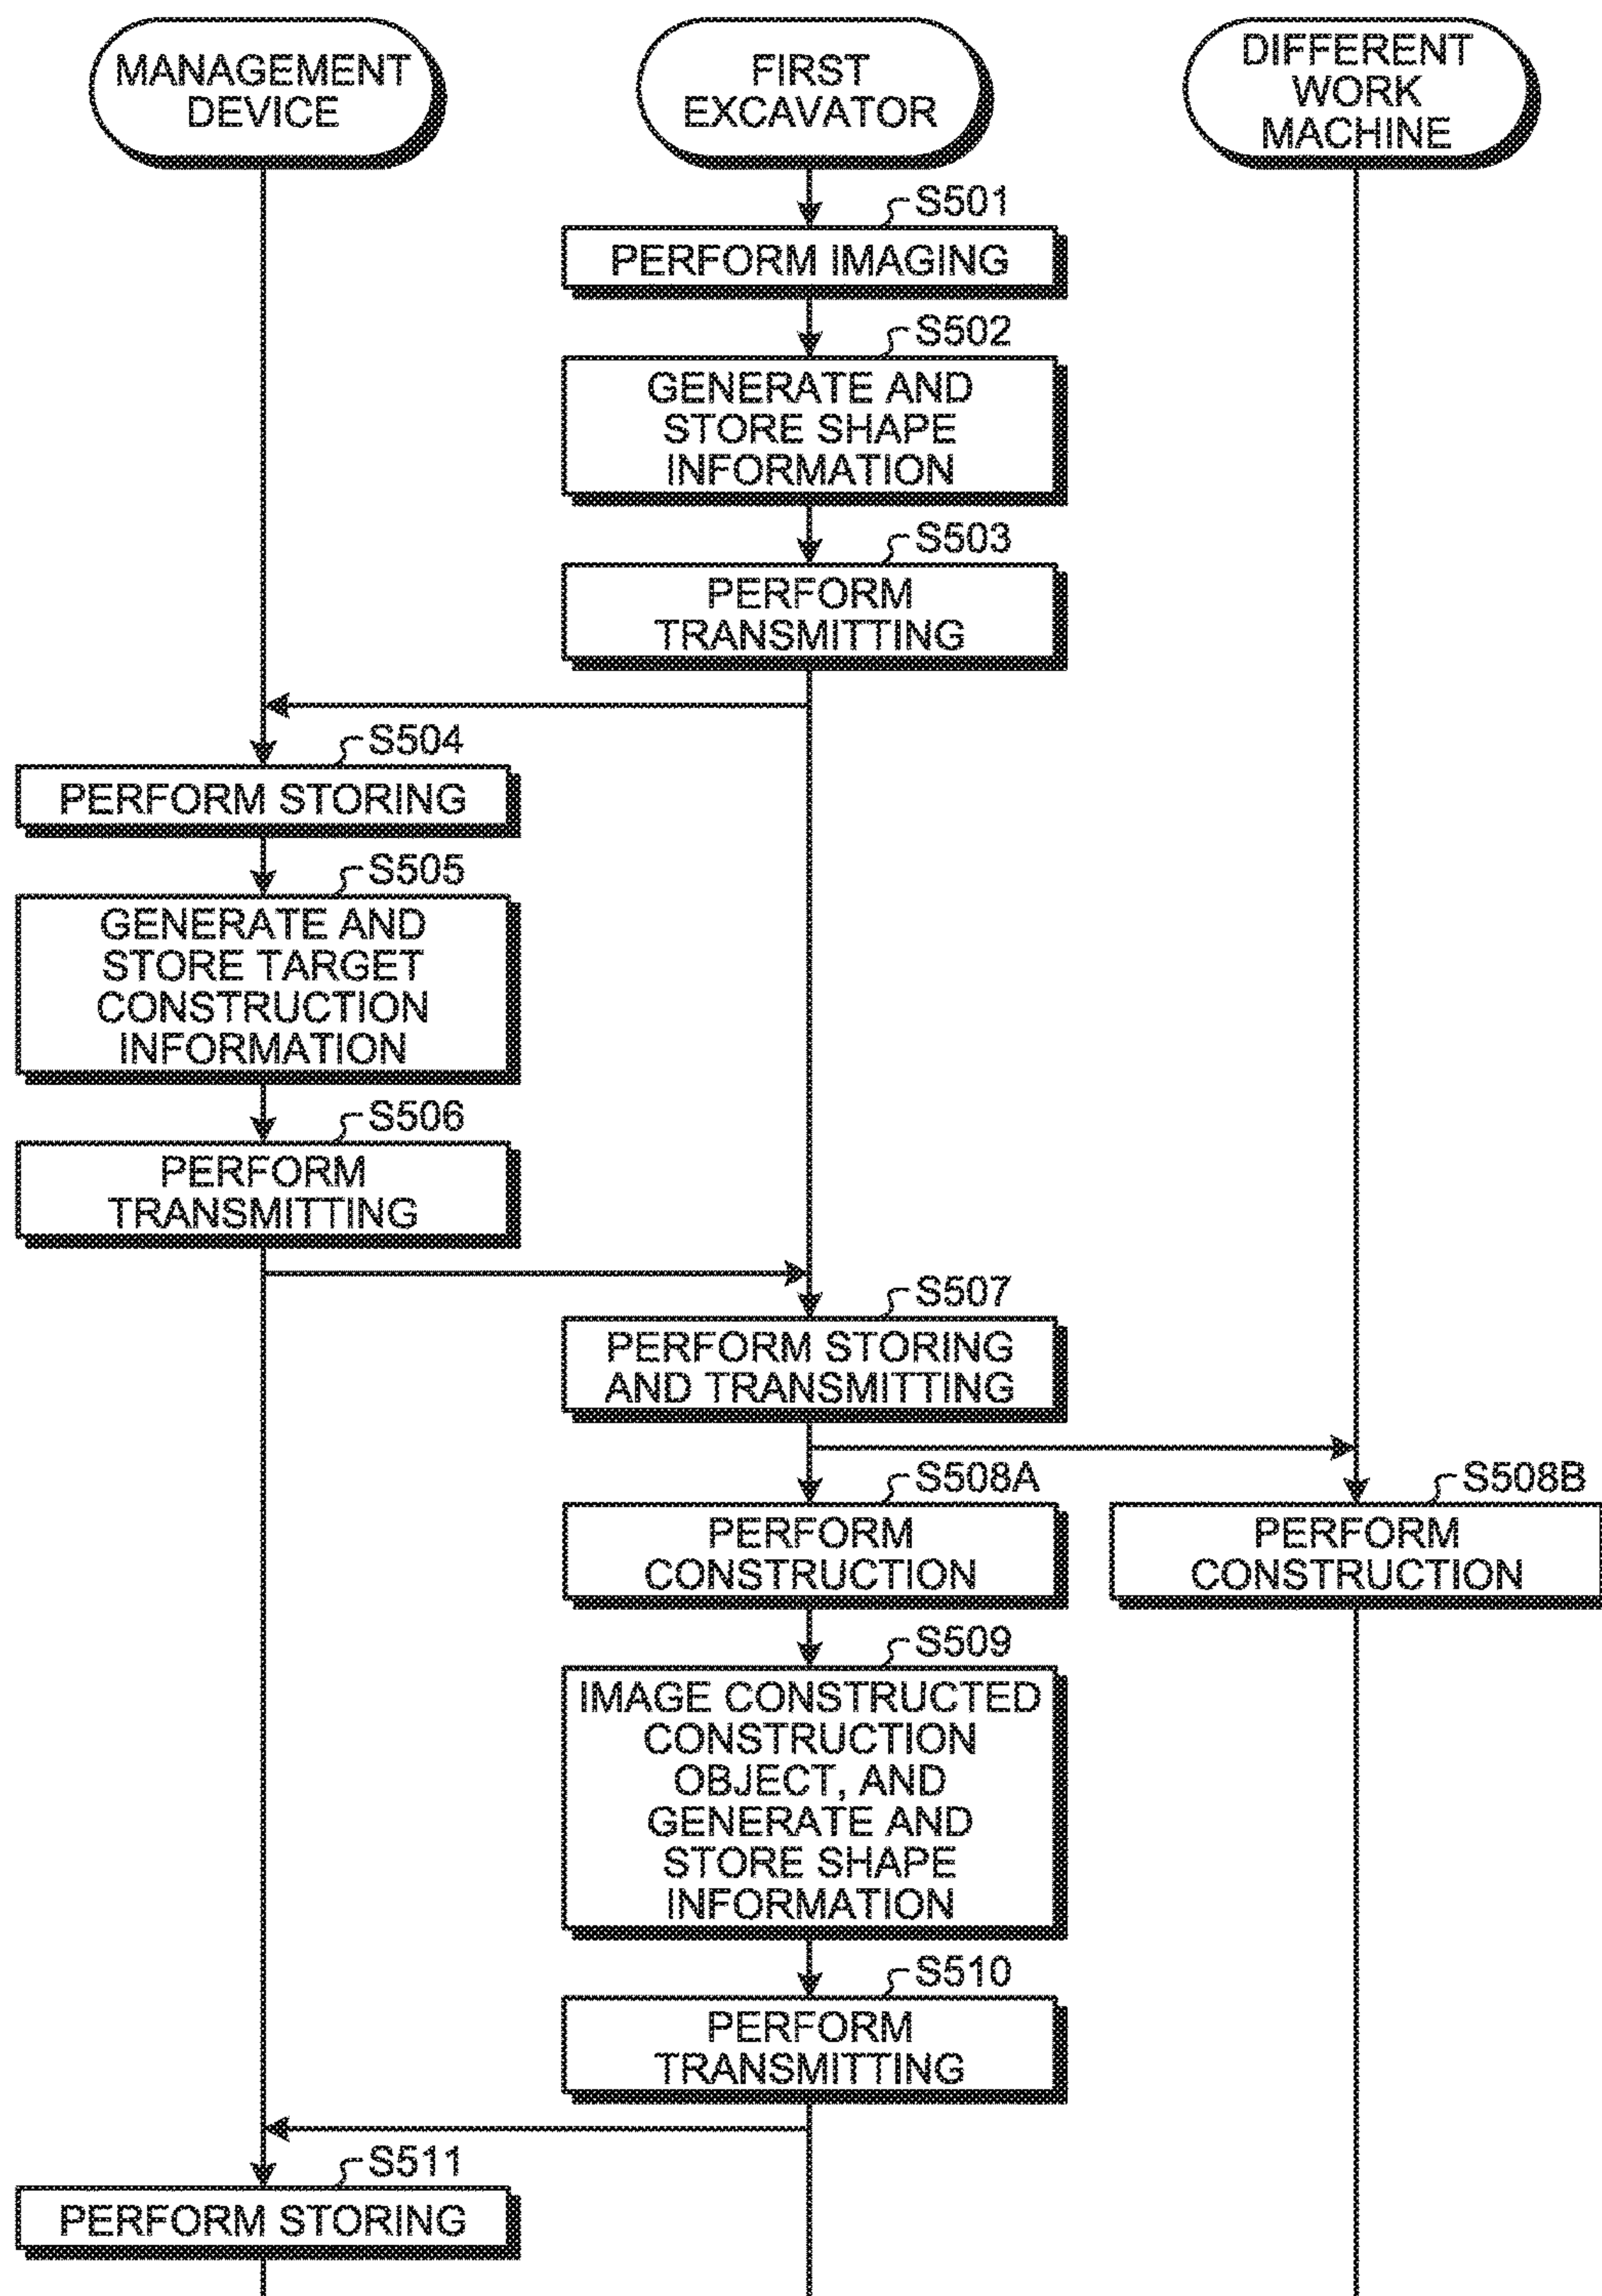 MANAGEMENT
DEVICE
FIRST
EXCAVATOR
DIFFERENT
WORK
MACHINE
S501
PERFORM IMAGING
S502
GENERATE AND
STORE SHAPE
INFORMATION
S503
PERFORM
TRANSMITTING
S504
PERFORM STORING
S505
GENERATE AND
STORE TARGET
CONSTRUCTION
INFORMATION
S506
PERFORM
TRANSMITTING
S507
PERFORM STORING
AND TRANSMITTING
S508A
PERFORM
CONSTRUCTION
S508B
PERFORM
CONSTRUCTION
S509
IMAGE CONSTRUCTED
CONSTRUCTION
OBJECT, AND
GENERATE AND
STORE SHAPE
INFORMATION
S510
PERFORM
TRANSMITTING
S511
PERFORM STORING